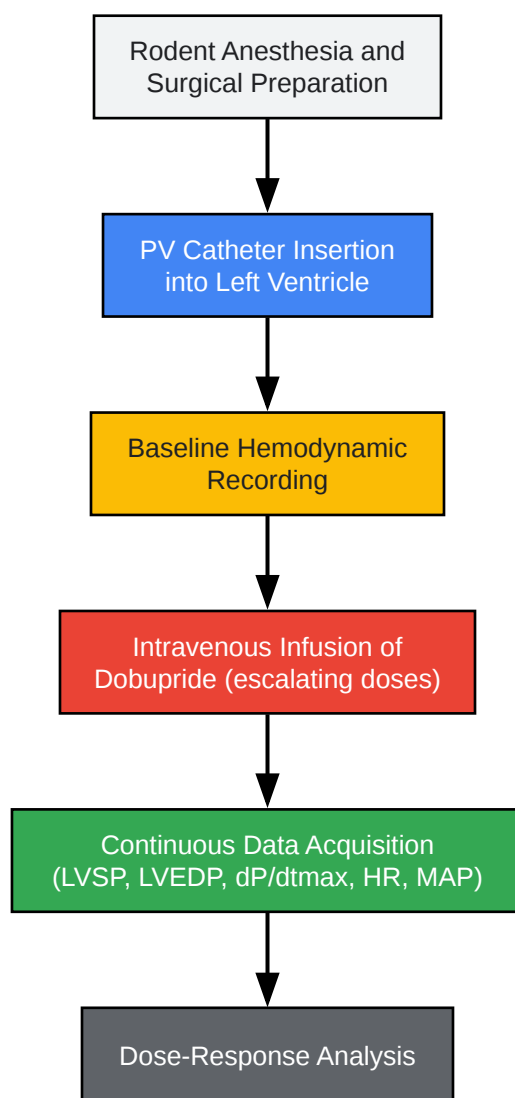 Rodent Anesthesia and
Surgical Preparation
PV Catheter Insertion
into Left Ventricle
Baseline Hemodynamic
Recording
Intravenous Infusion of
Dobupride (escalating doses)
Continuous Data Acquisition
(LVSP, LVEDP, dP/dtmax, HR, MAP)
Dose-Response Analysis